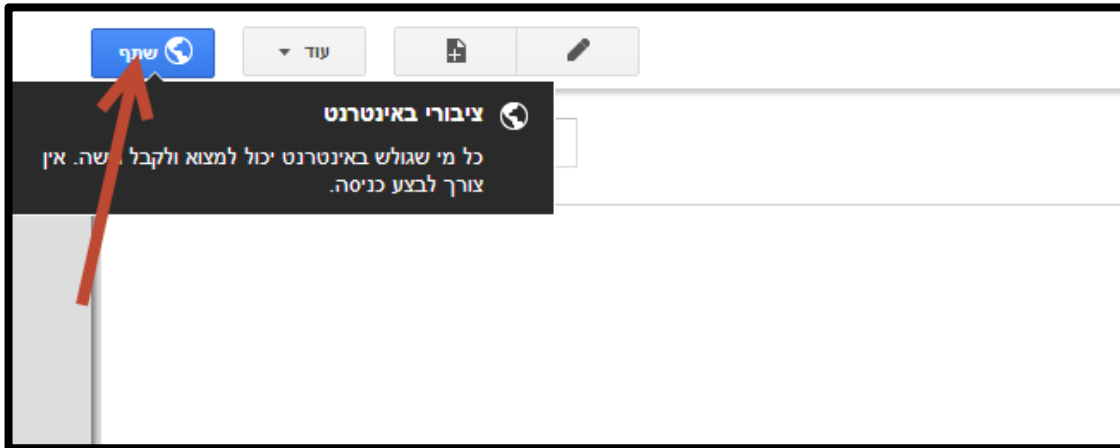 עוד
שתף
ציבורי באינטרנט
כל מי שגולש באינטרנט יכול למצוא ולקבל אין
צורך לבצע כניסה.